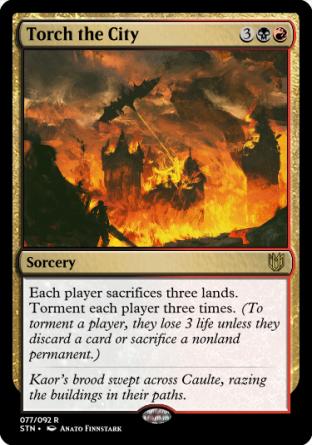 Torch the City 3
Sorcery
Each player sacrifices three lands.
Torment each player three times. (To
torment a player, they lose 3 life unless they
discard a card or sacrifice a nonland
permanent.)
Kaor's brood swept across Caulte, razing
the buildings in their paths.
077/092 R
STN • Anato Finnstark